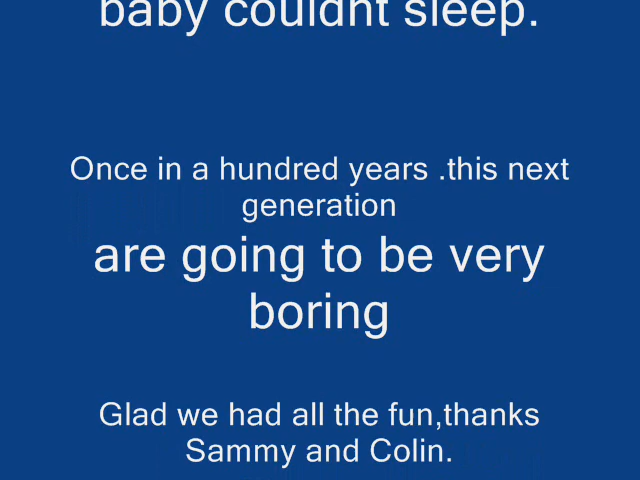 baby couldnt sleep.
Once in a hundred years .this next
generation
are going to be very
boring
Glad we had all the fun,thanks
Sammy and Colin.